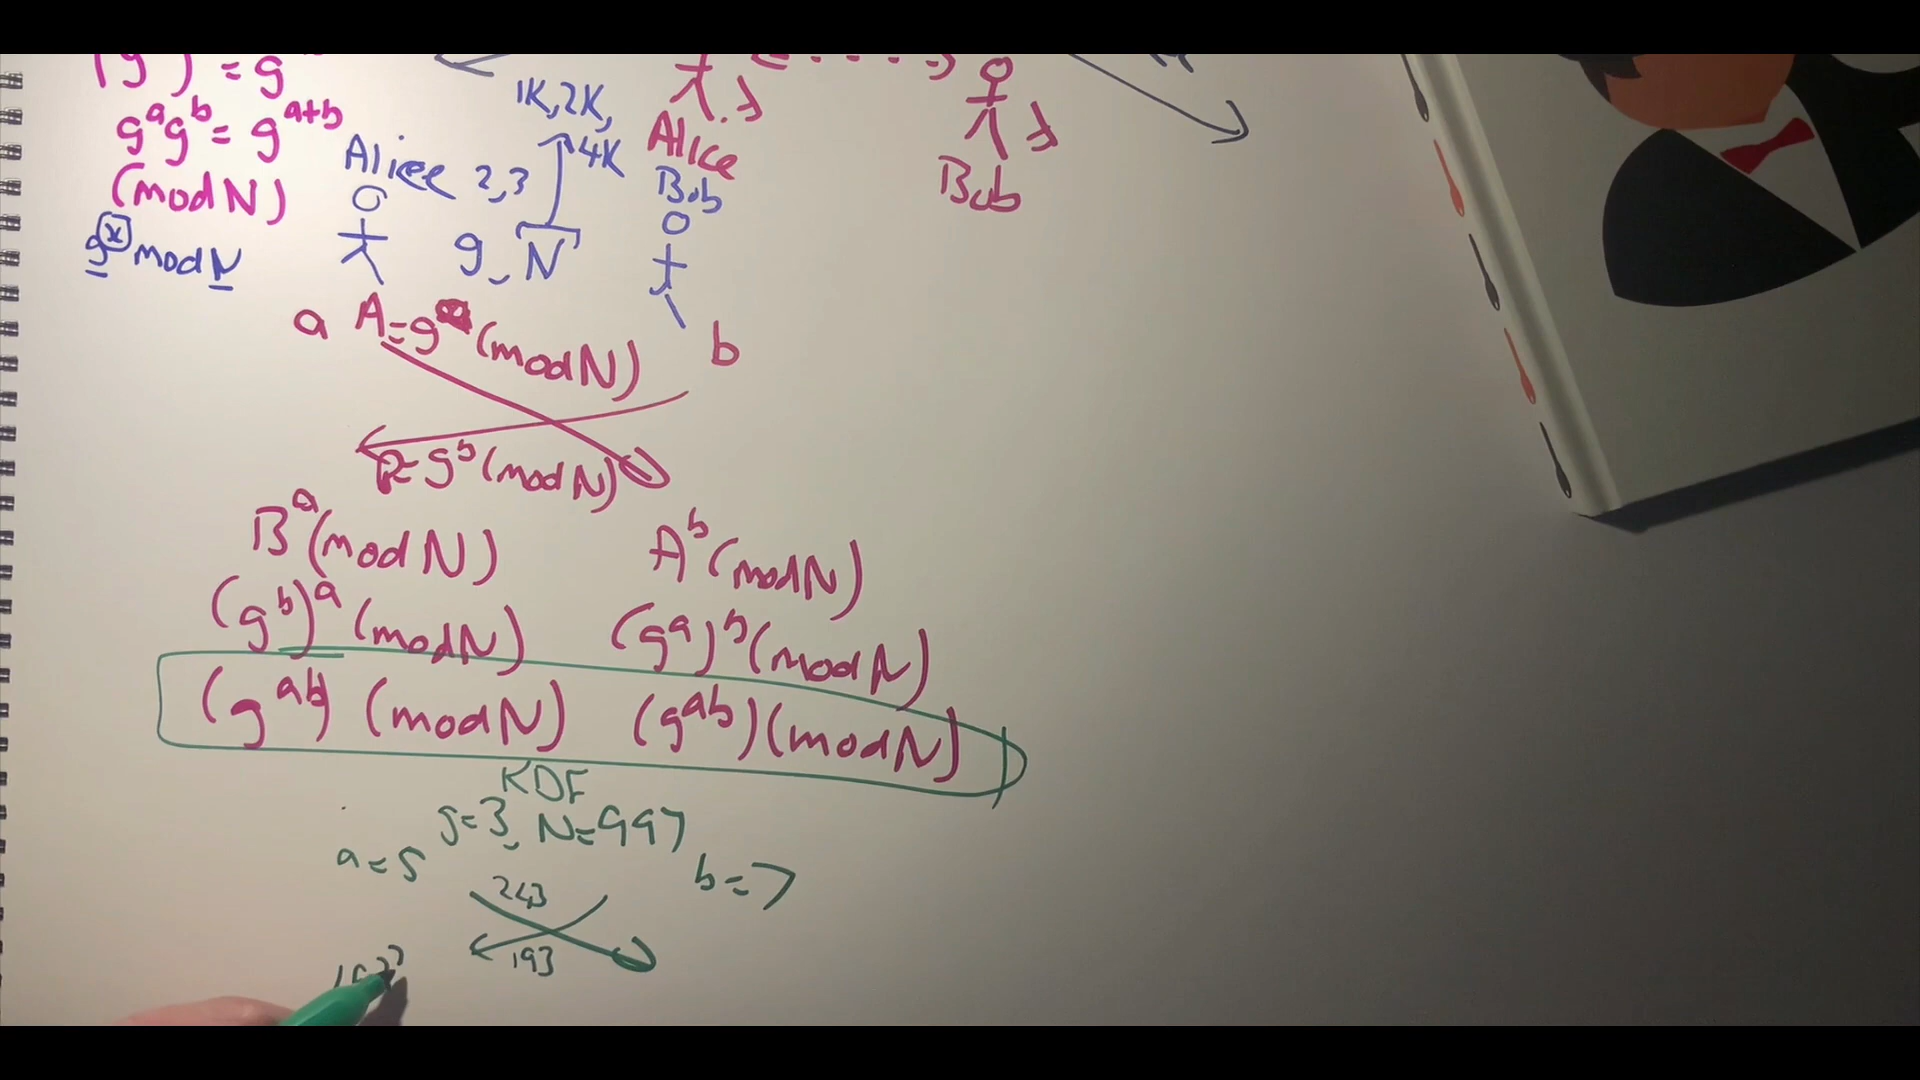 (g ) = g
1K, 2K,
4K
g^a g^b = g^(a+b)
(mod N)
g^x mod N
Alice 2,3
g, N
Bob
Alice
Bob
a A=g (mod N) b
=g^b (mod N)
B^a (mod N) A^b (mod N)
(g^b)^a (mod N) (g^a)^b (mod N)
(g^ab) (mod N) (g^ab) (mod N)
KDF
g=3, N=997
a=5 b=7
243
193